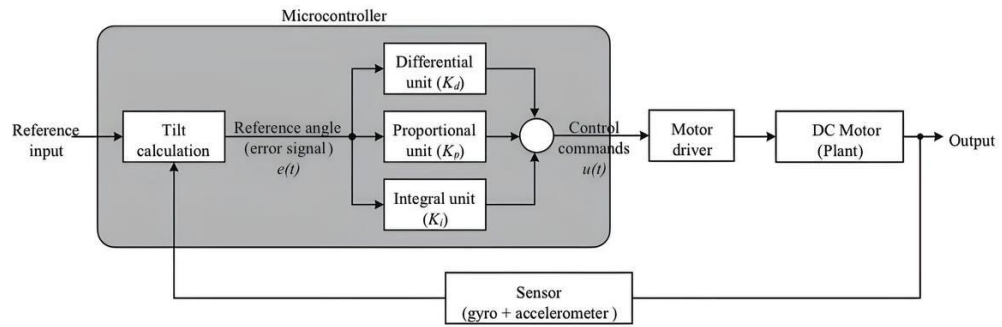 Microcontroller
Differential
unit (Kd)
Reference
input
Tilt
calculation
Reference angle
(error signal)
e(t)
Proportional
unit (Kp)
Control
commands
u(t)
Motor
driver
DC Motor
(Plant)
Output
Integral unit
(Ki)
Sensor
(gyro + accelerometer )